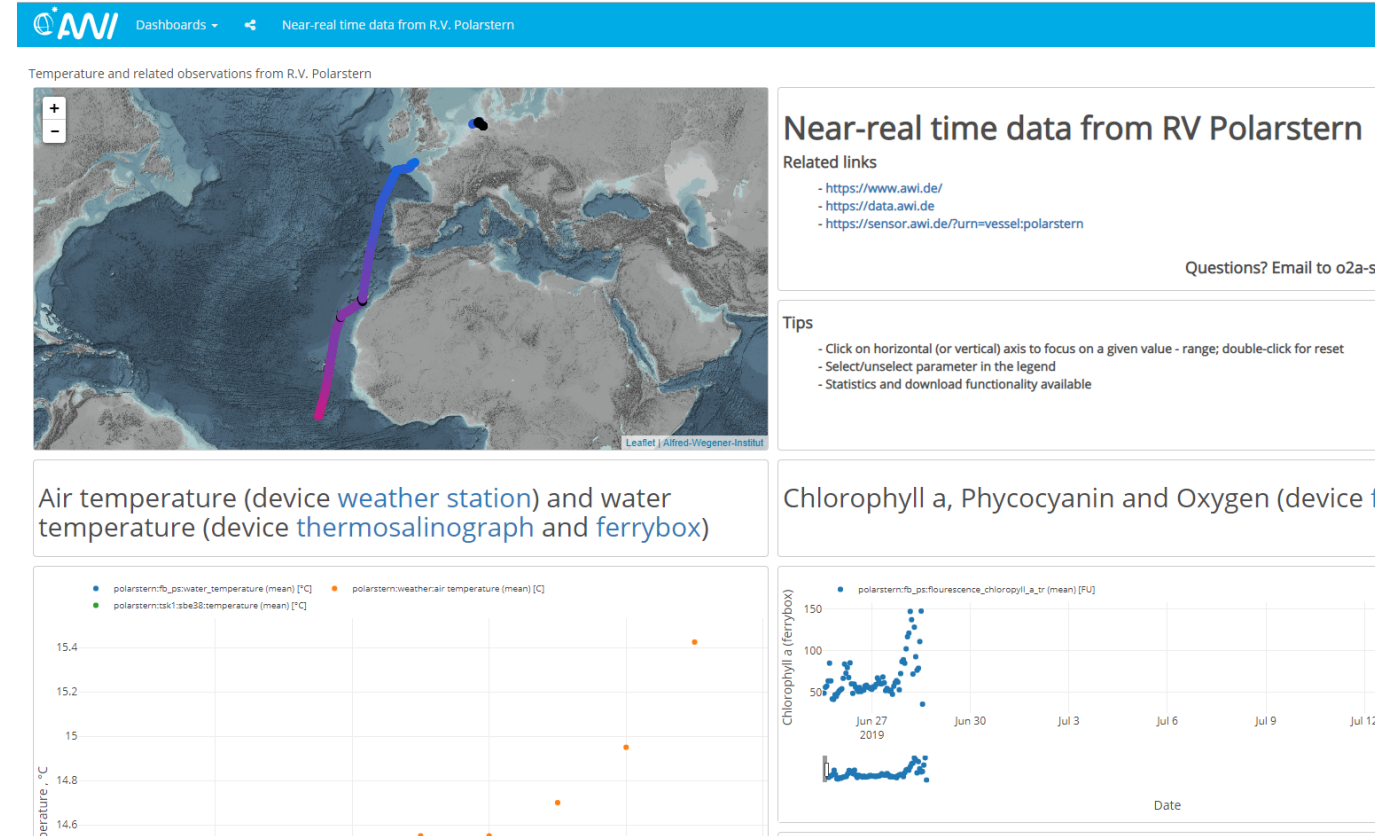 AWI Dashboards Near-real time data from R.V. Polarstern
Temperature and related observations from R.V. Polarstern
+
−
Leaflet | Alfred-Wegener-Institut
Near-real time data from RV Polarstern
Related links
- https://www.awi.de/
- https://data.awi.de
- https://sensor.awi.de/?urn=vessel:polarstern
Questions? Email to o2a-s
Tips
- Click on horizontal (or vertical) axis to focus on a given value - range; double-click for reset
- Select/unselect parameter in the legend
- Statistics and download functionality available
Air temperature (device weather station) and water
temperature (device thermosalinograph and ferrybox)
Chlorophyll a, Phycocyanin and Oxygen (device f
polarstern:fb_ps:water_temperature (mean) [°C] polarstern:weather:air temperature (mean) [C]
polarstern:tsk1:sbe38:temperature (mean) [°C]
15.4
15.2
15
14.8
14.6
perature , °C
polarstern:fb_ps:flourescence_chloropyll_a_tr (mean) [FU]
Chlorophyll a (ferrybox)
150
100
50
Jun 27 Jun 30 Jul 3 Jul 6 Jul 9 Jul 12
2019
Date